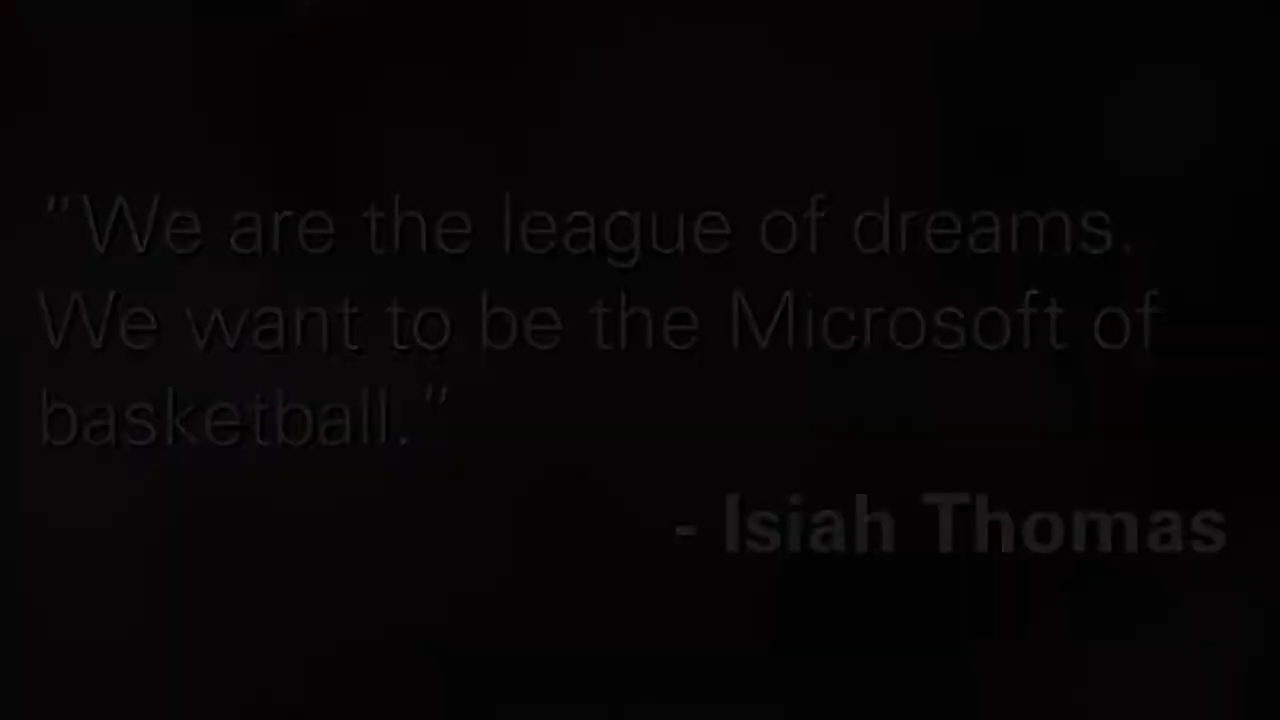 “We are the league of dreams.
We want to be the Microsoft of
basketball.”
- Isiah Thomas